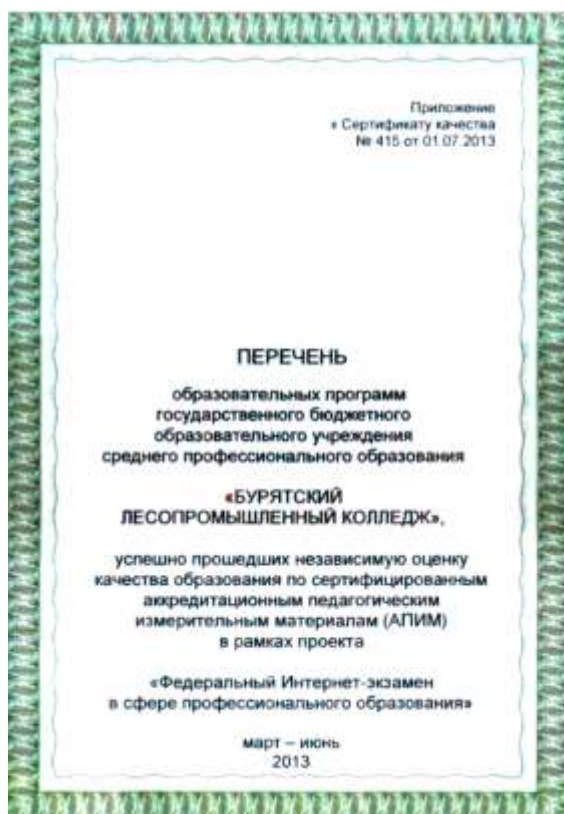 Приложение
к Сертификату качества
№ 415 от 01.07.2013
ПЕРЕЧЕНЬ
образовательных программ
государственного бюджетного
образовательного учреждения
среднего профессионального образования
«БУРЯТСКИЙ
ЛЕСОПРОМЫШЛЕННЫЙ КОЛЛЕДЖ»,
успешно прошедших независимую оценку
качества образования по сертифицированным
аккредитационным педагогическим
измерительным материалам (АПИМ)
в рамках проекта
«Федеральный Интернет-экзамен
в сфере профессионального образования»
март – июнь
2013